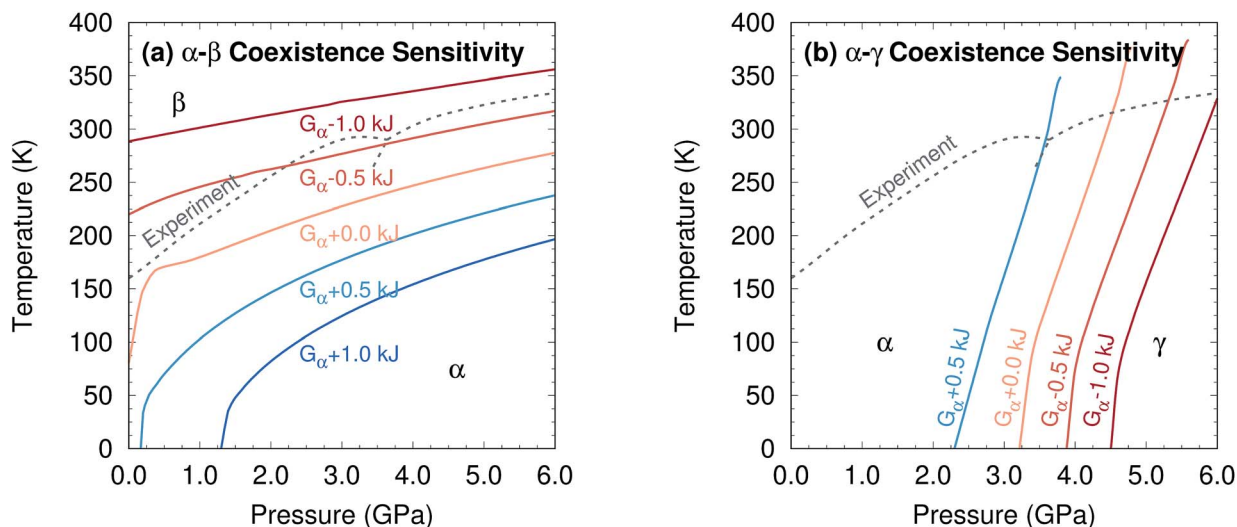 (a) α-β Coexistence Sensitivity
400
350
300
250
200
150
100
50
0
Temperature (K)
β
Gα-1.0 kJ
Gα-0.5 kJ
Experiment
Gα+0.0 kJ
Gα+0.5 kJ
Gα+1.0 kJ
α
0.0 1.0 2.0 3.0 4.0 5.0 6.0
Pressure (GPa)
(b) α-γ Coexistence Sensitivity
400
350
300
250
200
150
100
50
0
Temperature (K)
Experiment
α
Gα+0.5 kJ
Gα+0.0 kJ
Gα-0.5 kJ
Gα-1.0 kJ
γ
0.0 1.0 2.0 3.0 4.0 5.0 6.0
Pressure (GPa)